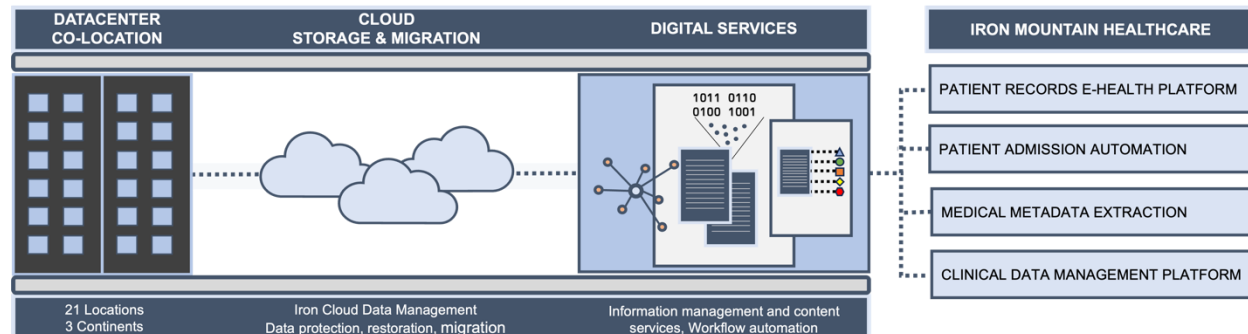 DATACENTER
CO-LOCATION
CLOUD
STORAGE & MIGRATION
DIGITAL SERVICES
IRON MOUNTAIN HEALTHCARE
1011 0110
0100 1001
PATIENT RECORDS E-HEALTH PLATFORM
PATIENT ADMISSION AUTOMATION
MEDICAL METADATA EXTRACTION
CLINICAL DATA MANAGEMENT PLATFORM
21 Locations
3 Continents
Iron Cloud Data Management
Data protection, restoration, migration
Information management and content
services, Workflow automation